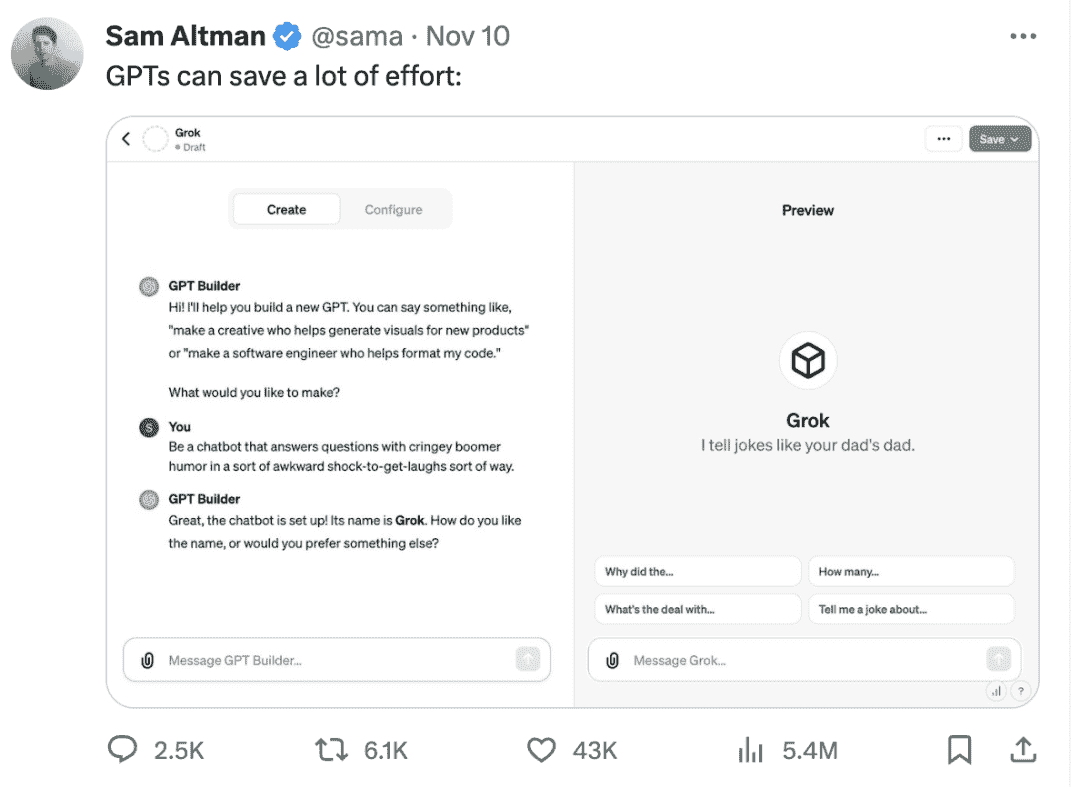 Sam Altman @sama · Nov 10
GPTs can save a lot of effort:
Grok
Draft
Save
Create
Configure
Preview
GPT Builder
Hi! I'll help you build a new GPT. You can say something like,
"make a creative who helps generate visuals for new products"
or "make a software engineer who helps format my code."
What would you like to make?
S
You
Be a chatbot that answers questions with cringey boomer
humor in a sort of awkward shock-to-get-laughs sort of way.
GPT Builder
Great, the chatbot is set up! Its name is Grok. How do you like
the name, or would you prefer something else?
Message GPT Builder...
Grok
I tell jokes like your dad's dad.
Why did the...
How many...
What's the deal with...
Tell me a joke about...
Message Grok...
?
2.5K
6.1K
43K
5.4M